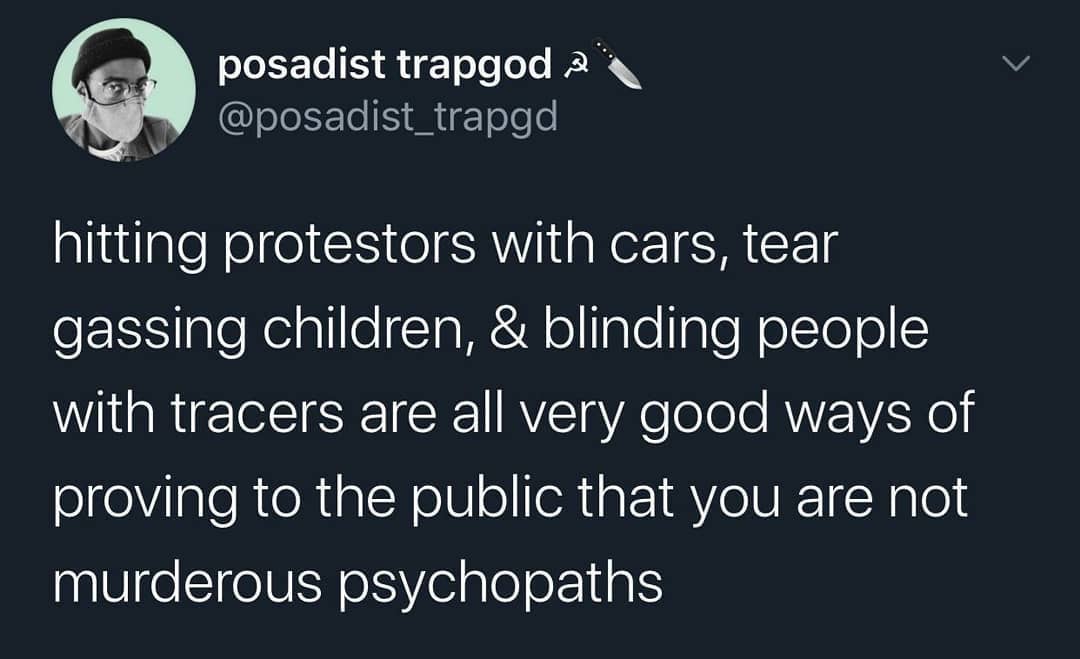 posadist trapgod ☭🔪
@posadist_trapgd
hitting protestors with cars, tear
gassing children, & blinding people
with tracers are all very good ways of
proving to the public that you are not
murderous psychopaths